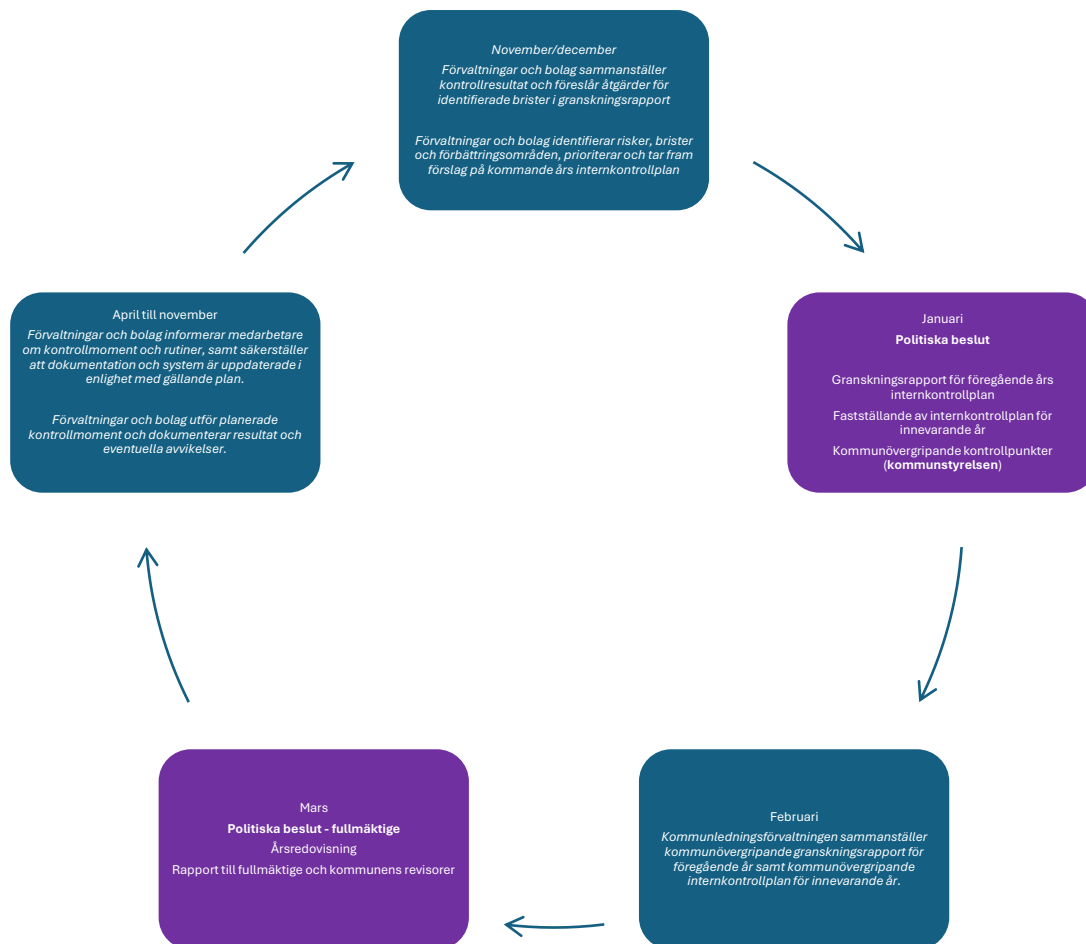 November/december
Förvaltningar och bolag sammanställer
kontrollresultat och föreslår åtgärder för
identifierade brister i granskningsrapport
Förvaltningar och bolag identifierar risker, brister
och förbättringsområden, prioriterar och tar fram
förslag på kommande års internkontrollplan
Januari
Politiska beslut
Granskningsrapport för föregående års
internkontrollplan
Fastställande av internkontrollplan för
innevarande år
Kommunövergripande kontrollpunkter
(kommunstyrelsen)
Februari
Kommunledningsförvaltningen sammanställer
kommunövergripande granskningsrapport för
föregående år samt kommunövergripande
internkontrollplan för innevarande år.
Mars
Politiska beslut - fullmäktige
Årsredovisning
Rapport till fullmäktige och kommunens revisorer
April till november
Förvaltningar och bolag informerar medarbetare
om kontrollmoment och rutiner, samt säkerställer
att dokumentation och system är uppdaterade i
enlighet med gällande plan.
Förvaltningar och bolag utför planerade
kontrollmoment och dokumenterar resultat och
eventuella avvikelser.